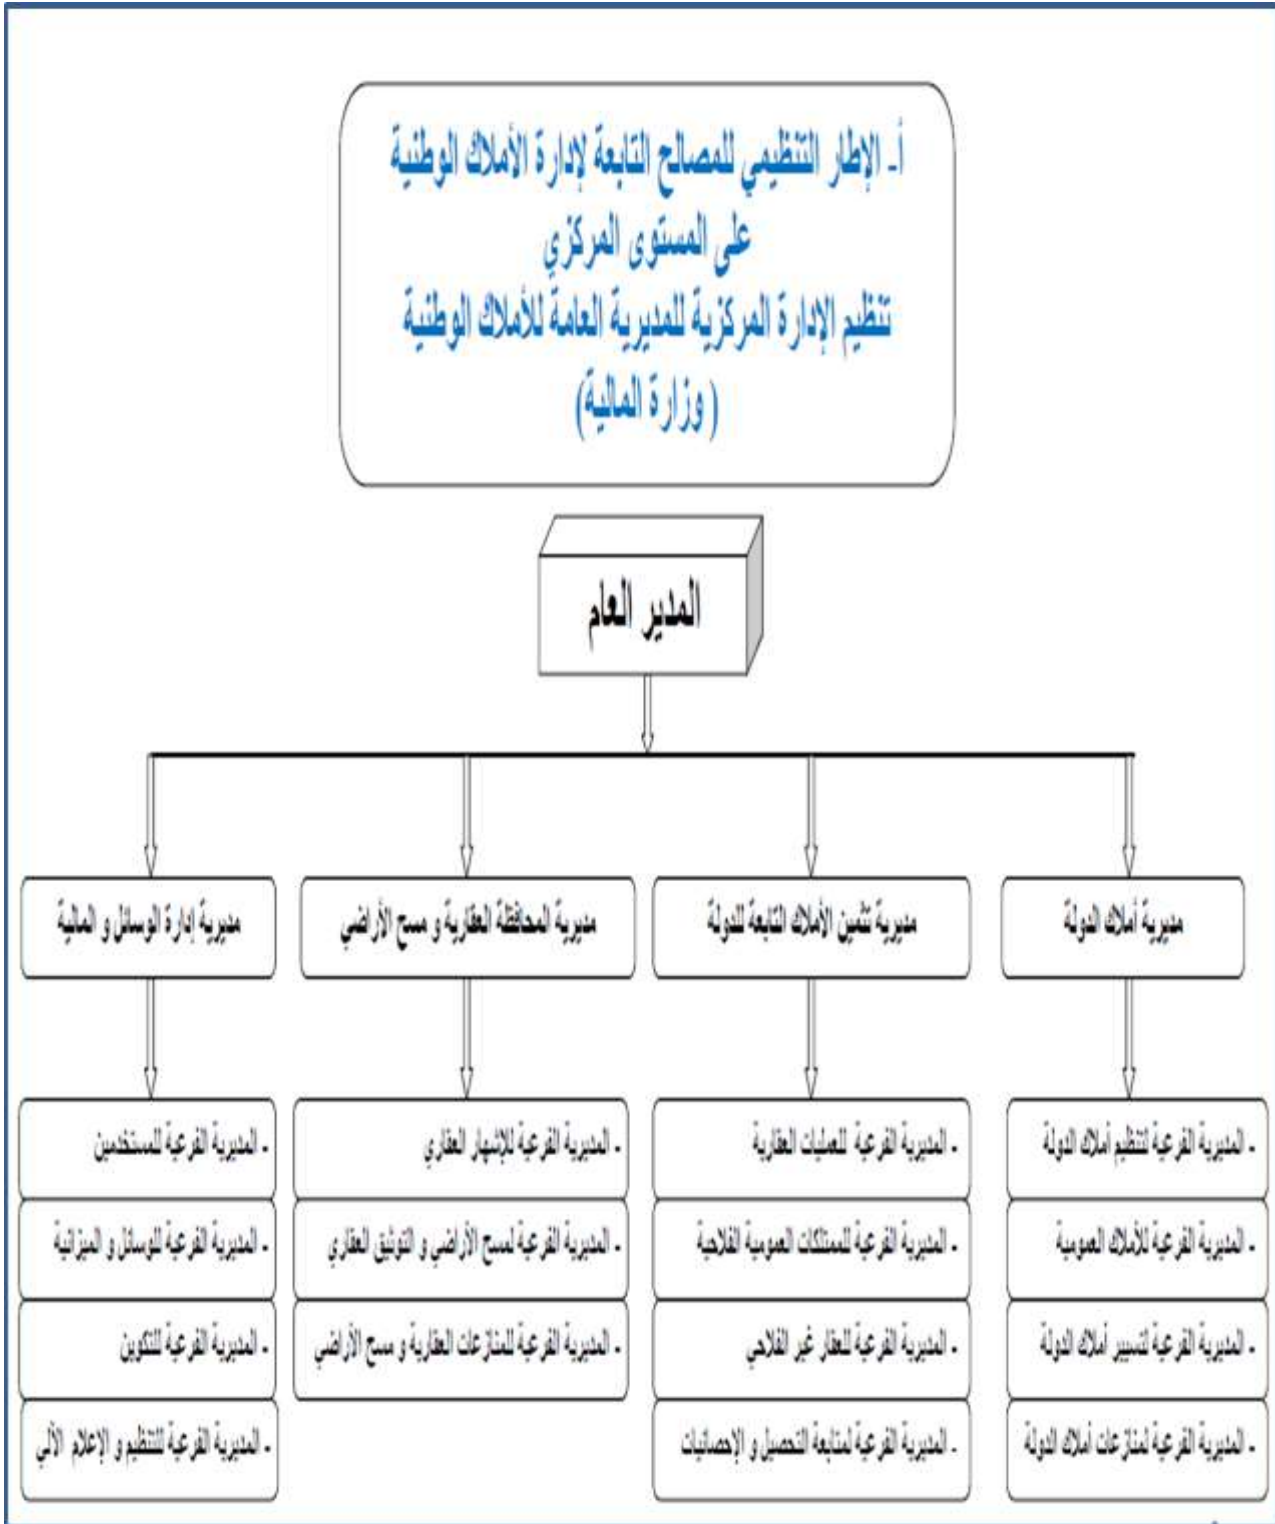 أ- الإطار التنظيمي للمصالح التابعة لإدارة الأملاك الوطنية
على المستوى المركزي
تنظيم الإدارة المركزية للمديرية العامة للأملاك الوطنية
( وزارة المالية)
المدير العام
مديرية أملاك الدولة
مديرية تثمين الأملاك التابعة للدولة
مديرية المحافظة العقارية و مسح الأراضي
مديرية إدارة الوسائل و المالية
- المديرية الفرعية لتنظيم أملاك الدولة
- المديرية الفرعية للأملاك العمومية
- المديرية الفرعية لتسيير أملاك الدولة
- المديرية الفرعية لمنازعات أملاك الدولة
- المديرية الفرعية للعمليات العقارية
- المديرية الفرعية للممتلكات العمومية الفلاحية
- المديرية الفرعية للعقار غير الفلاحي
- المديرية الفرعية لمتابعة التحصيل و الإحصائيات
- المديرية الفرعية للإشهار العقاري
- المديرية الفرعية لمسح الأراضي و التوثيق العقاري
- المديرية الفرعية للمنازعات العقارية و مسح الأراضي
- المديرية الفرعية للمستخدمين
- المديرية الفرعية للوسائل و الميزانية
- المديرية الفرعية للتكوين
- المديرية الفرعية للتنظيم و الإعلام الألي